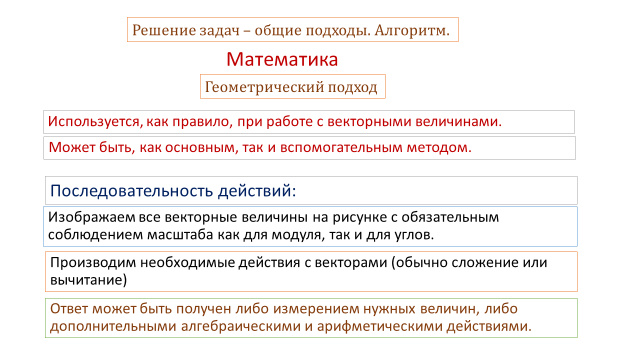 Решение задач – общие подходы. Алгоритм.
Математика
Геометрический подход
Используется, как правило, при работе с векторными величинами.
Может быть, как основным, так и вспомогательным методом.
Последовательность действий:
Изображаем все векторные величины на рисунке с обязательным
соблюдением масштаба как для модуля, так и для углов.
Производим необходимые действия с векторами (обычно сложение или
вычитание)
Ответ может быть получен либо измерением нужных величин, либо
дополнительными алгебраическими и арифметическими действиями.